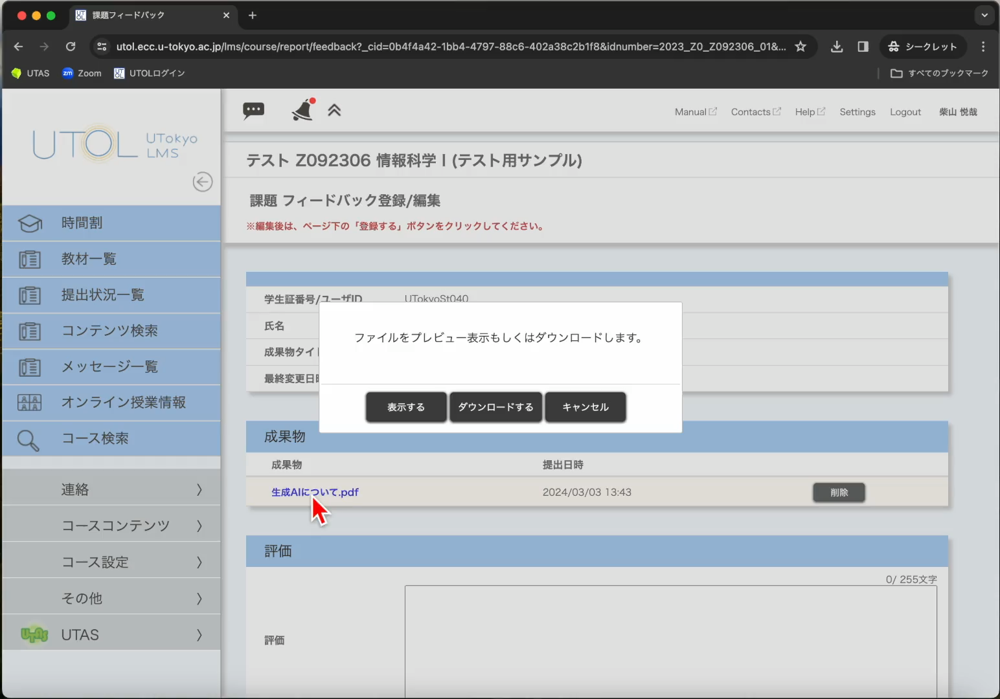 課題フィードバック
utol.ecc.u-tokyo.ac.jp/lms/course/report/feedback?_cid=0b4f4a42-1bb4-4797-88c6-402a38c2b1f8&idnumber=2023_Z0_Z092306_01&...
シークレット
UTAS
Zoom
UTOLログイン
すべてのブックマーク
UTOL UTokyo LMS
Manual
Contacts
Help
Settings
Logout
柴山 悦哉
テスト Z092306 情報科学 I (テスト用サンプル)
課題 フィードバック登録/編集
※編集後は、ページ下の「登録する」ボタンをクリックしてください。
時間割
教材一覧
提出状況一覧
コンテンツ検索
メッセージ一覧
オンライン授業情報
コース検索
連絡
コースコンテンツ
コース設定
その他
UTAS
学生証番号/ユーザID
UTokyoSt040
氏名
成果物タイ
最終変更日
ファイルをプレビュー表示もしくはダウンロードします。
表示する
ダウンロードする
キャンセル
成果物
成果物
提出日時
生成AIについて.pdf
2024/03/03 13:43
削除
評価
0/ 255文字
評価